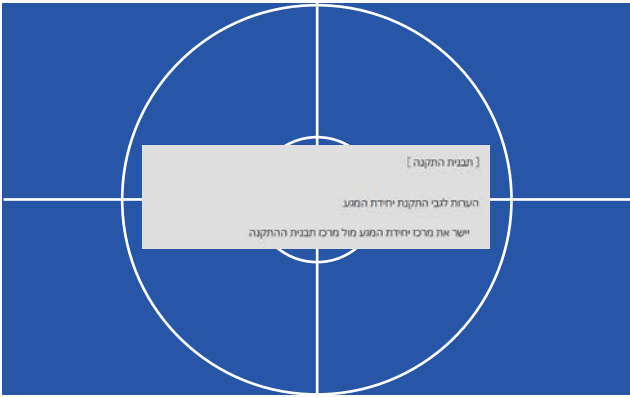 [ תבנית התקנה ]
הערות לגבי התקנת יחידת המגע.
יישר את מרכז יחידת המגע מול מרכז תבנית ההתקנה